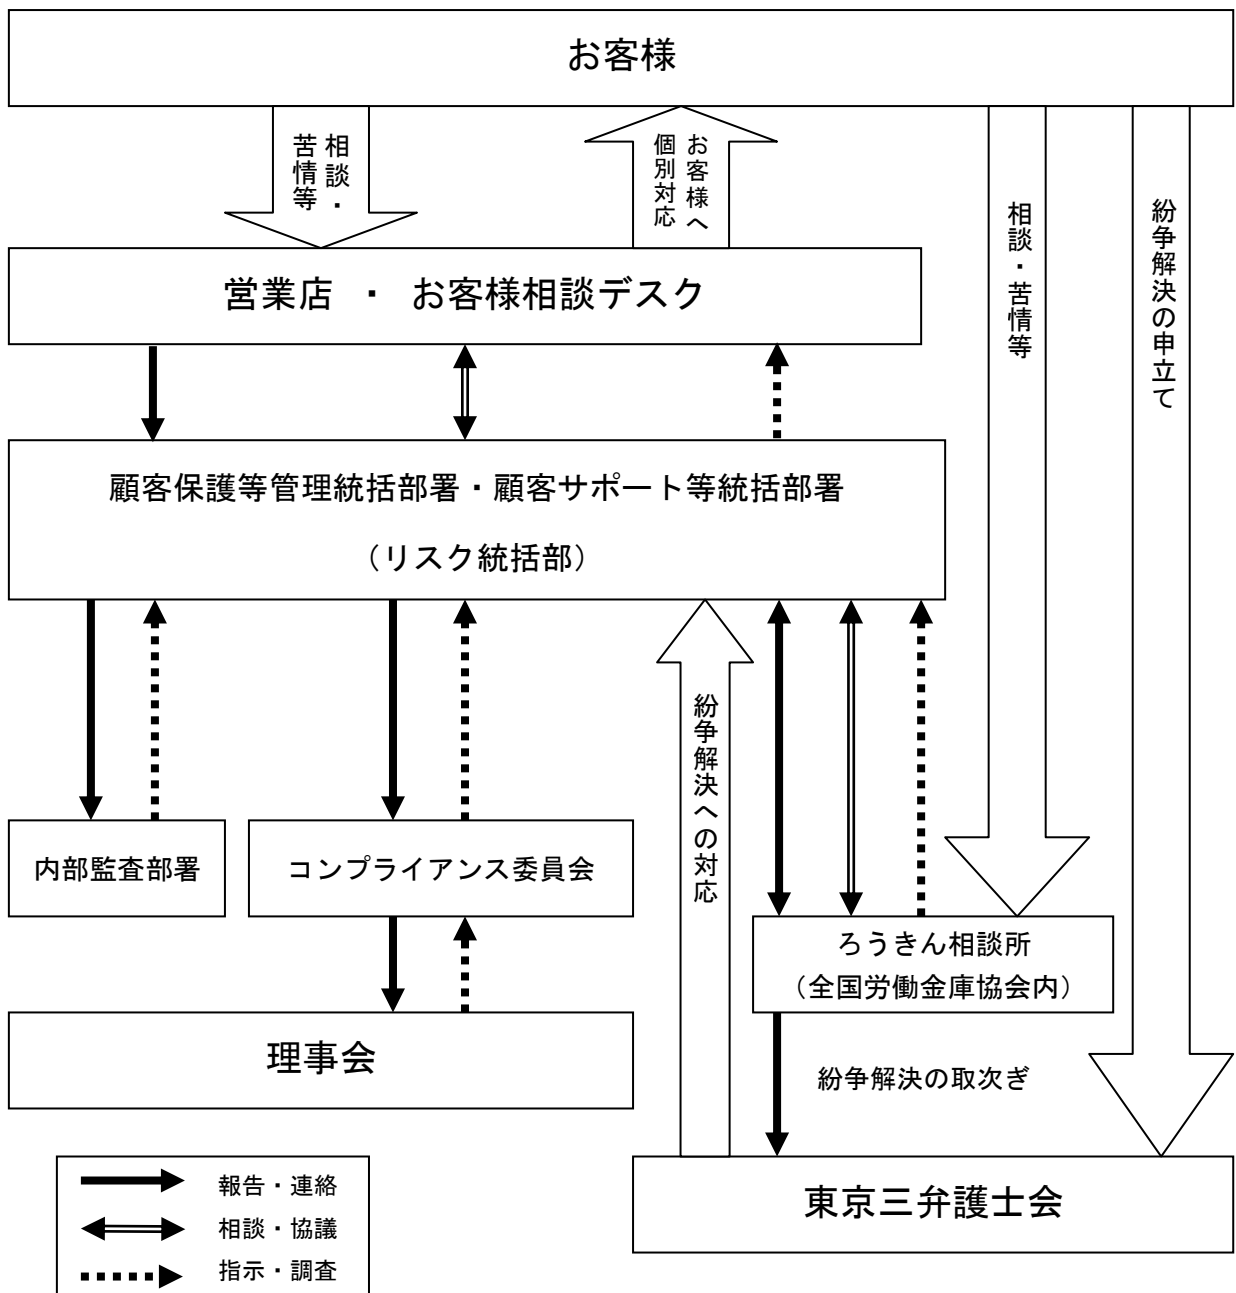 お客様
相談・
苦情等
お客様へ
個別対応
相談・苦情等
紛争解決の申立て
営業店 ・ お客様相談デスク
顧客保護等管理統括部署・顧客サポート等統括部署
（リスク統括部）
紛争解決への対応
内部監査部署
コンプライアンス委員会
ろうきん相談所
（全国労働金庫協会内）
理事会
紛争解決の取次ぎ
東京三弁護士会
報告・連絡
相談・協議
指示・調査